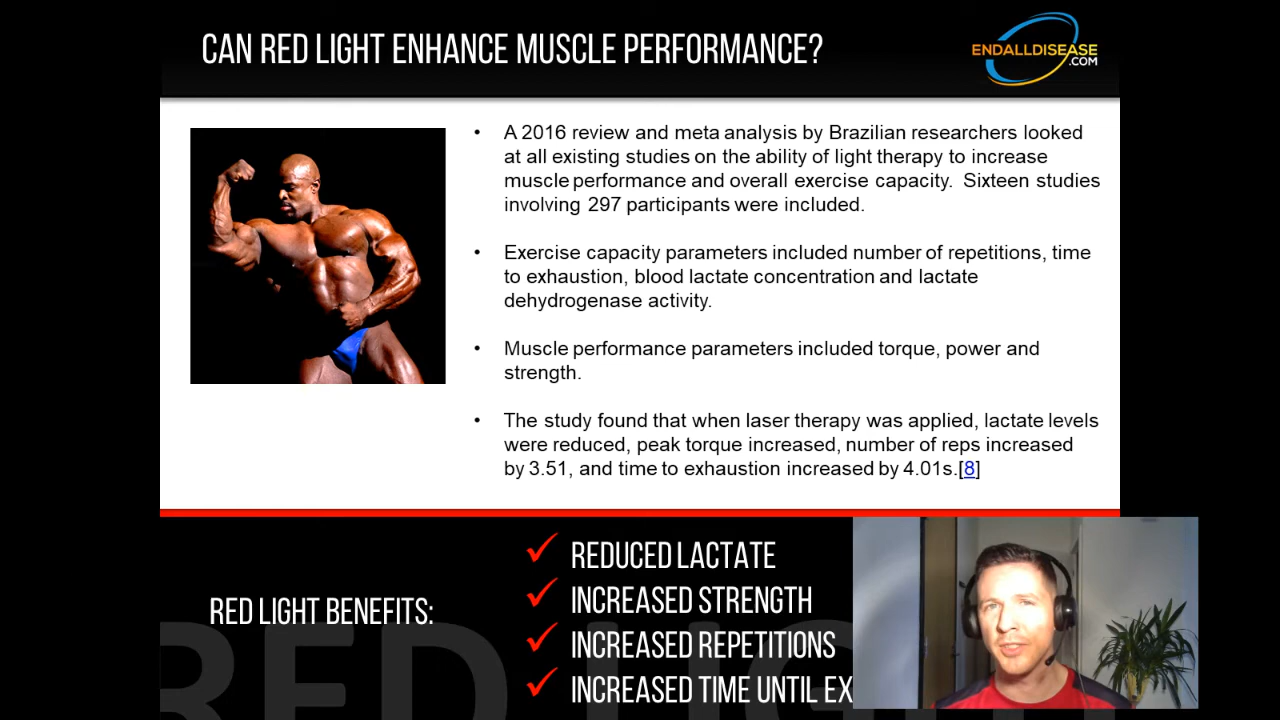 CAN RED LIGHT ENHANCE MUSCLE PERFORMANCE?
ENDALLDISEASE
.COM
• A 2016 review and meta analysis by Brazilian researchers looked
at all existing studies on the ability of light therapy to increase
muscle performance and overall exercise capacity. Sixteen studies
involving 297 participants were included.
• Exercise capacity parameters included number of repetitions, time
to exhaustion, blood lactate concentration and lactate
dehydrogenase activity.
• Muscle performance parameters included torque, power and
strength.
• The study found that when laser therapy was applied, lactate levels
were reduced, peak torque increased, number of reps increased
by 3.51, and time to exhaustion increased by 4.01s.[8]
RED LIGHT BENEFITS:
✓ REDUCED LACTATE
✓ INCREASED STRENGTH
✓ INCREASED REPETITIONS
✓ INCREASED TIME UNTIL EX
RED LIGH